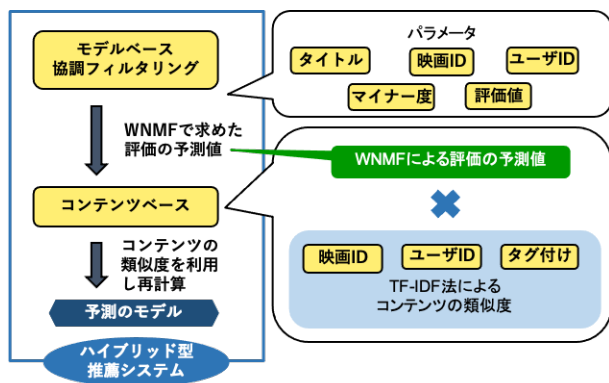 モデルベース
協調フィルタリング
WNMFで求めた
評価の予測値
コンテンツベース
コンテンツの
類似度を利用
し再計算
予測のモデル
ハイブリッド型
推薦システム
パラメータ
タイトル
映画ID
ユーザID
マイナー度
評価値
WNMFによる評価の予測値
✖
映画ID
ユーザID
タグ付け
TF-IDF法による
コンテンツの類似度